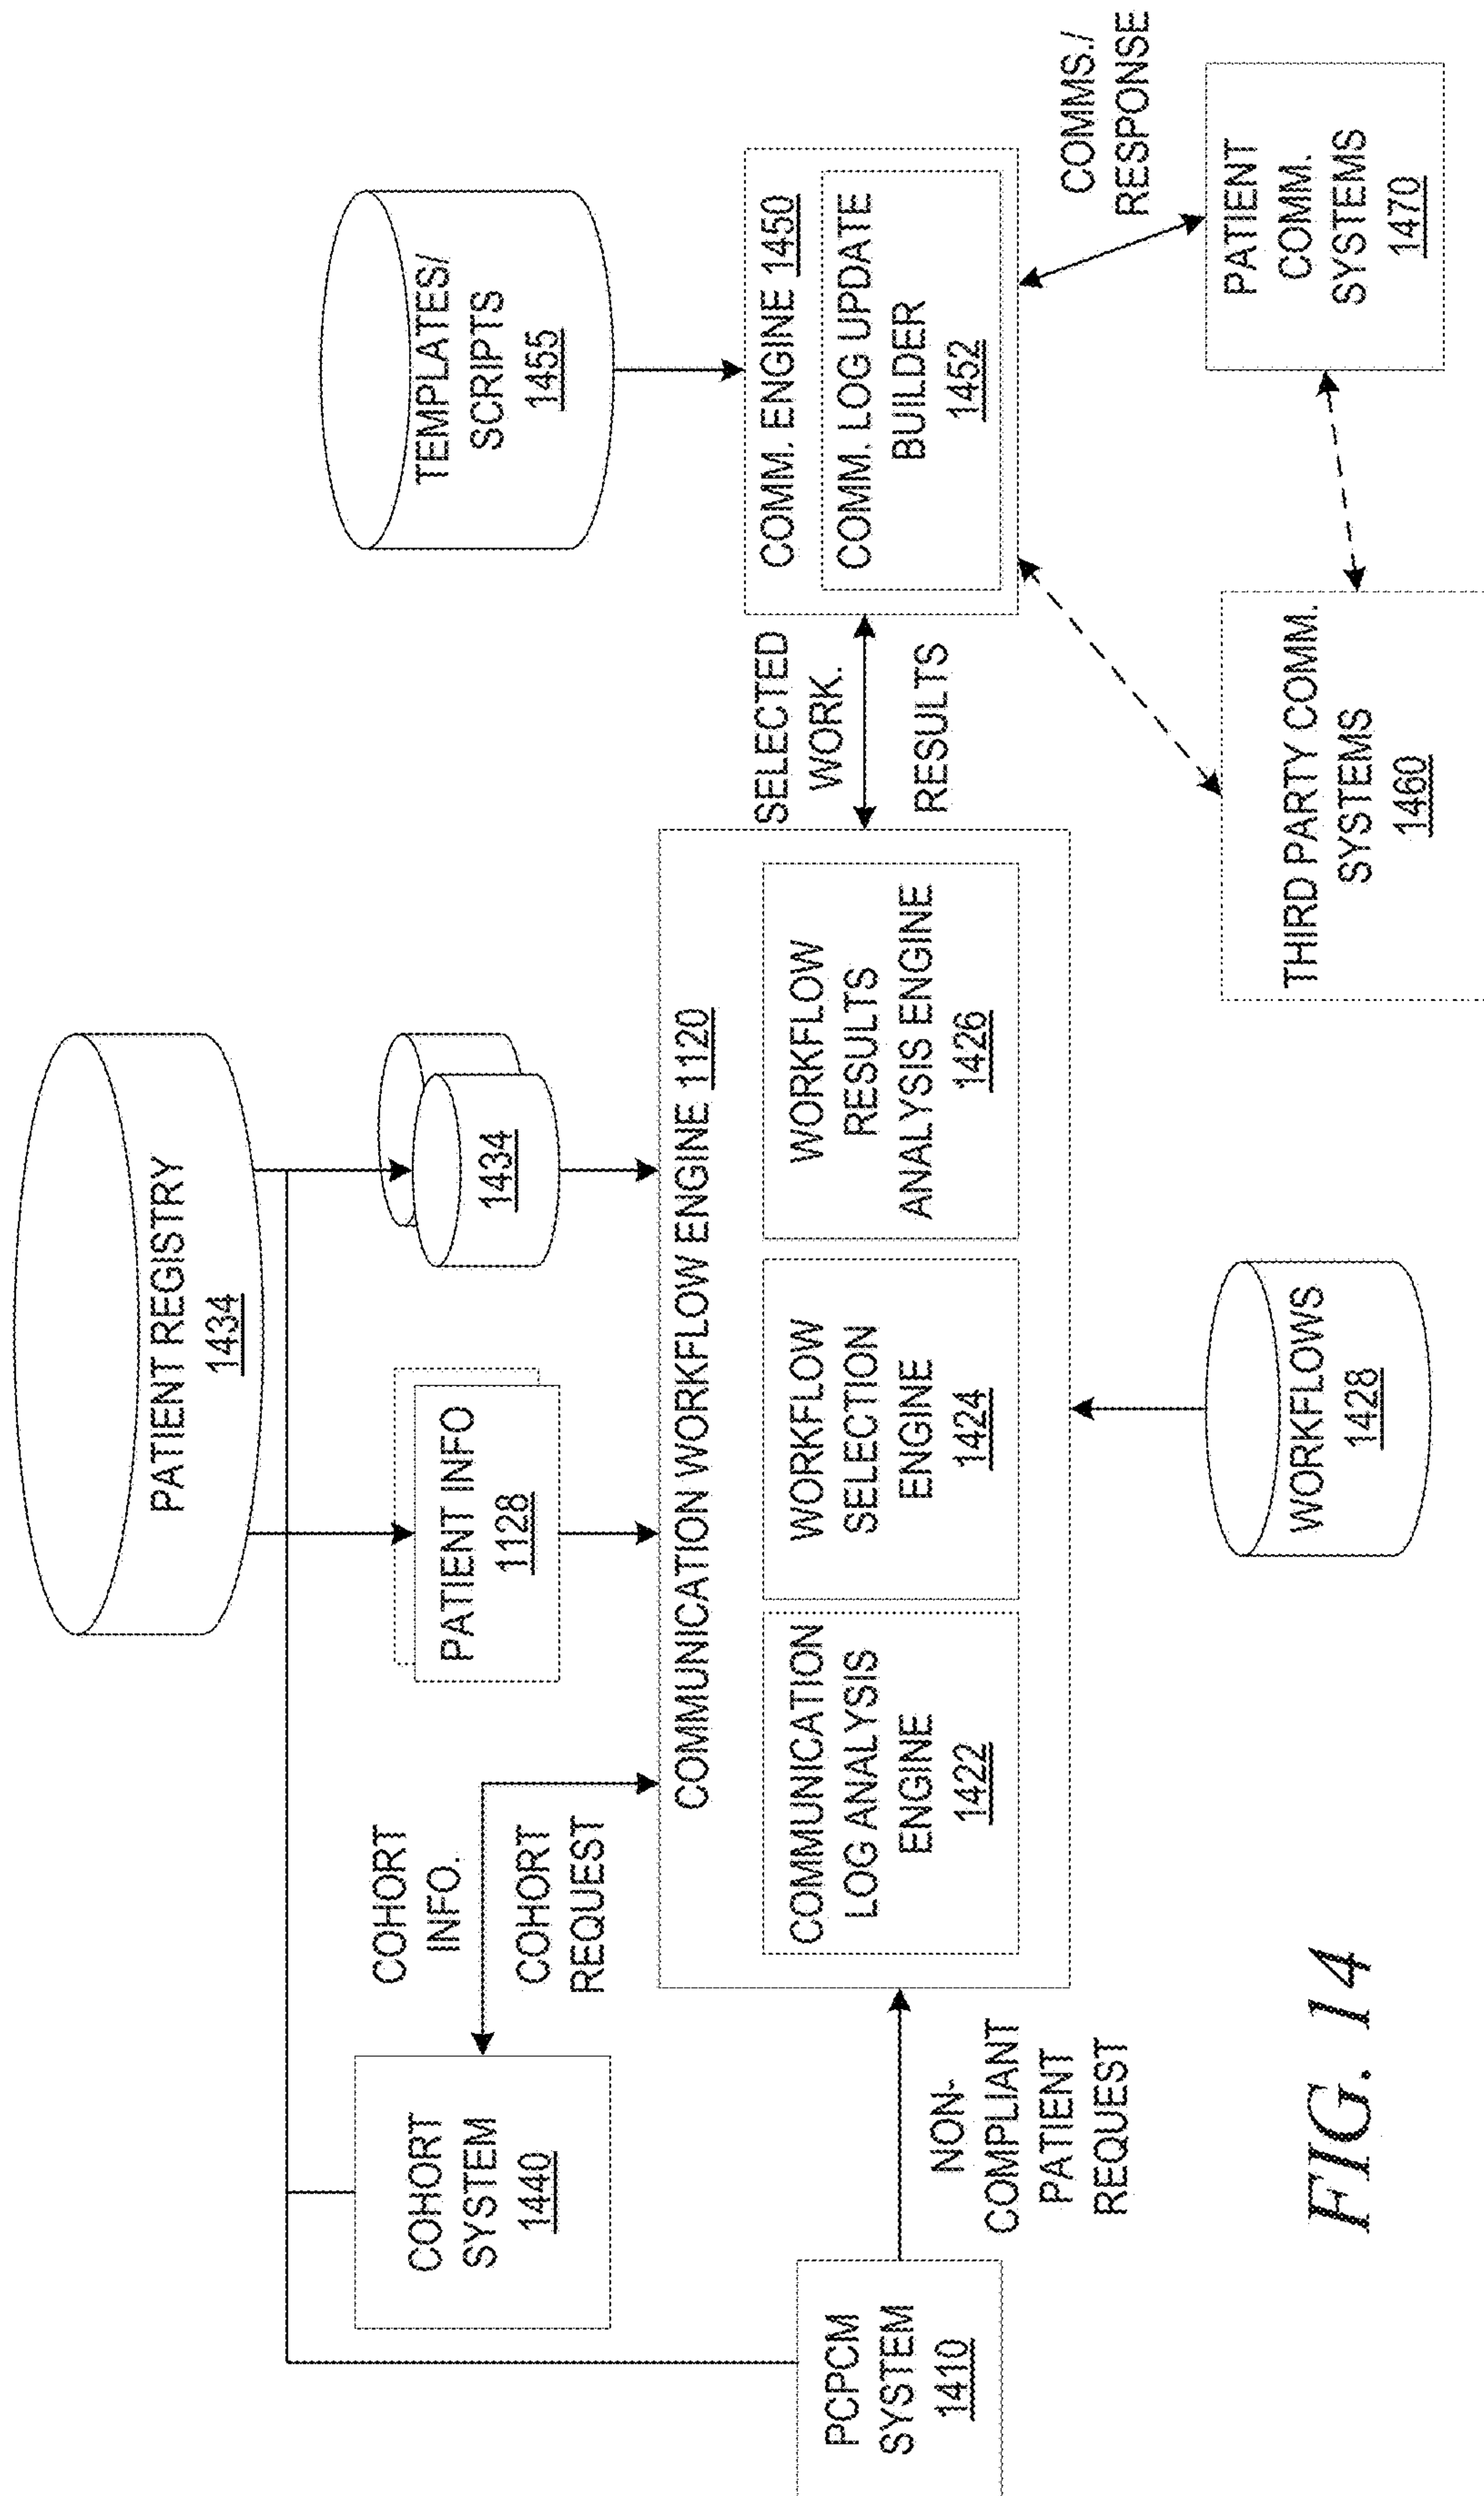 PATIENT REGISTRY
1434
TEMPLATES/
SCRIPTS
1455
COHORT
SYSTEM
1440
COHORT
INFO.
COHORT
REQUEST
PATIENT INFO
1128
1434
PCPCM
SYSTEM
1410
NON-
COMPLIANT
PATIENT
REQUEST
COMMUNICATION WORKFLOW ENGINE 1120
COMMUNICATION
LOG ANALYSIS
ENGINE
1422
WORKFLOW
SELECTION
ENGINE
1424
WORKFLOW
RESULTS
ANALYSIS ENGINE
1426
SELECTED
WORK.
RESULTS
COMM. ENGINE 1450
COMM. LOG UPDATE
BUILDER
1452
COMMS./
RESPONSE
WORKFLOWS
1428
THIRD PARTY COMM.
SYSTEMS
1460
PATIENT
COMM.
SYSTEMS
1470
FIG. 14